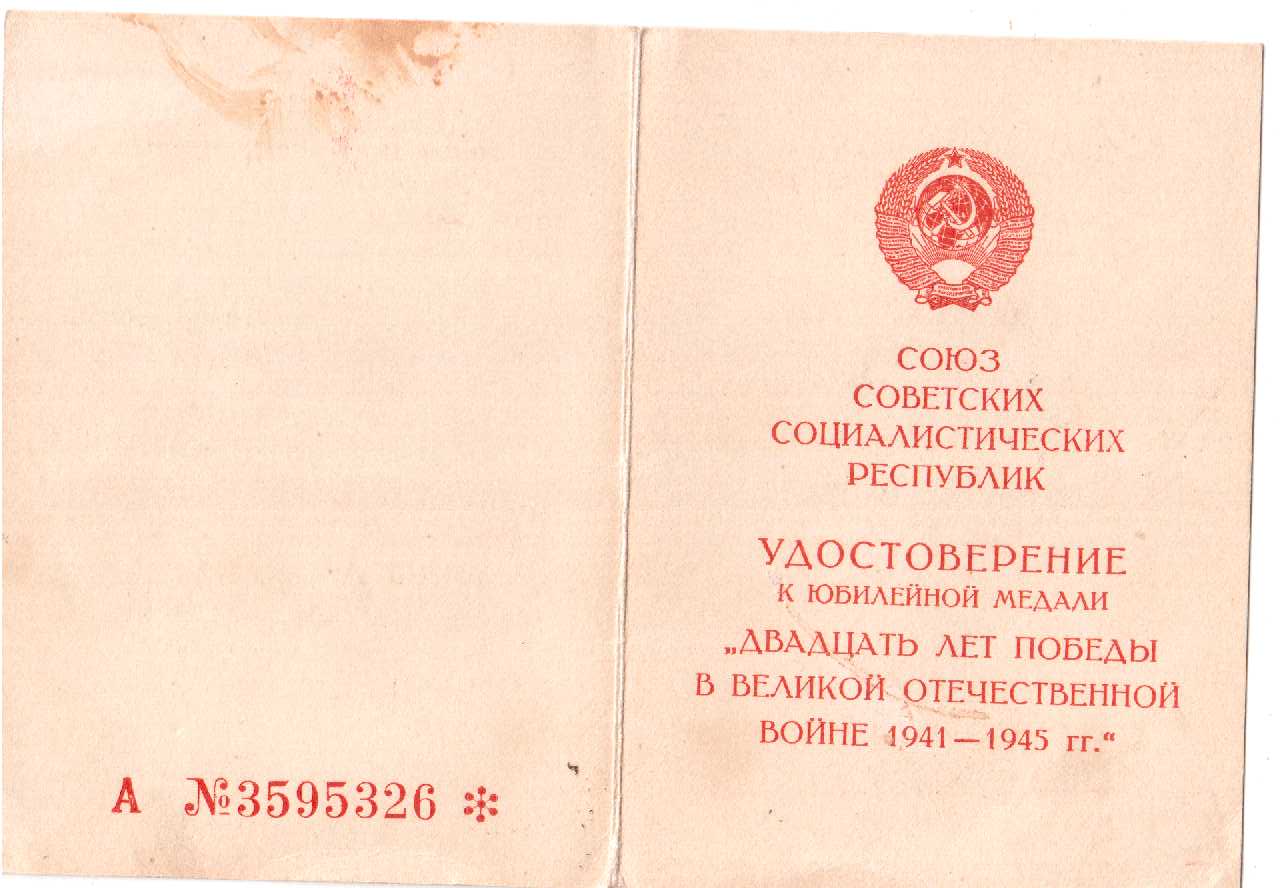 А №3595326 *
СОЮЗ
СОВЕТСКИХ
СОЦИАЛИСТИЧЕСКИХ
РЕСПУБЛИК
УДОСТОВЕРЕНИЕ
К ЮБИЛЕЙНОЙ МЕДАЛИ
„ДВАДЦАТЬ ЛЕТ ПОБЕДЫ
В ВЕЛИКОЙ ОТЕЧЕСТВЕННОЙ
ВОЙНЕ 1941—1945 гг.“